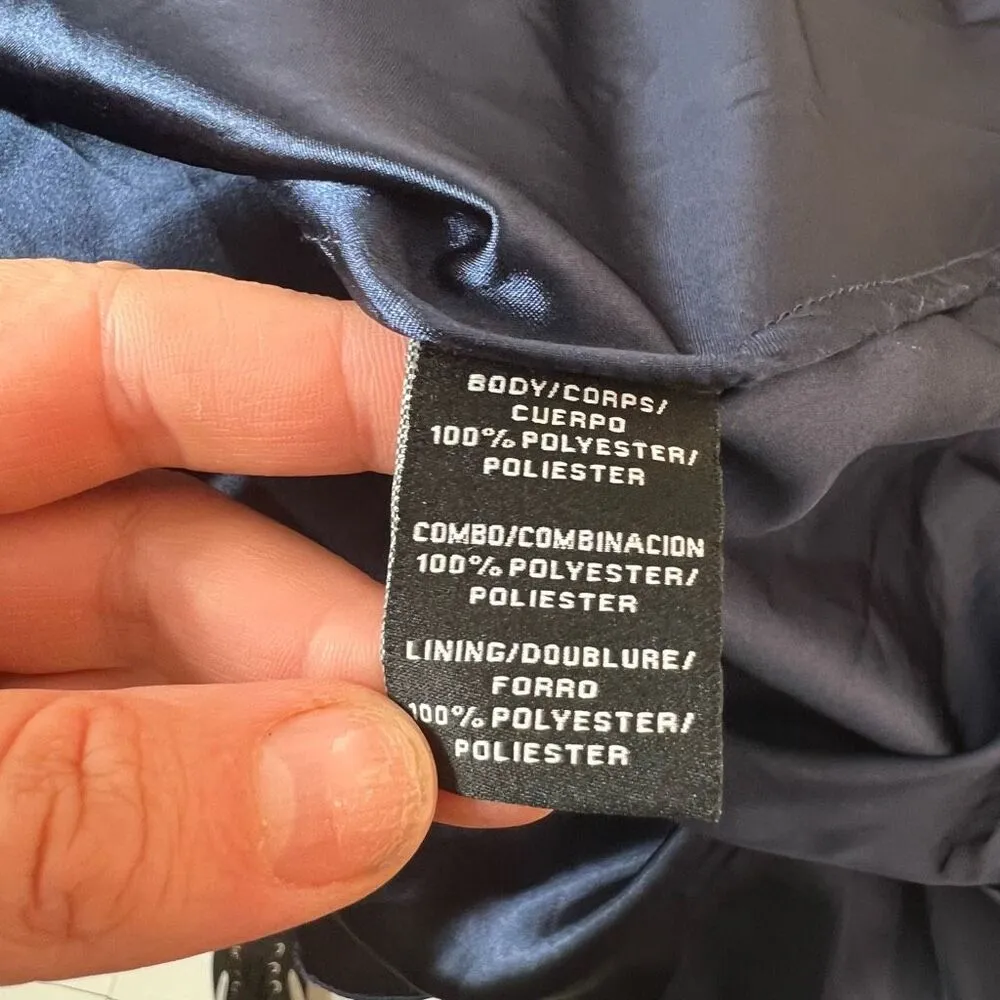 BODY/CORPS/
CUERPO
100% POLYESTER/
POLIESTER
COMBO/COMBINACION
100% POLYESTER/
POLIESTER
LINING/DOUBLURE/
FORRO
100% POLYESTER/
POLIESTER